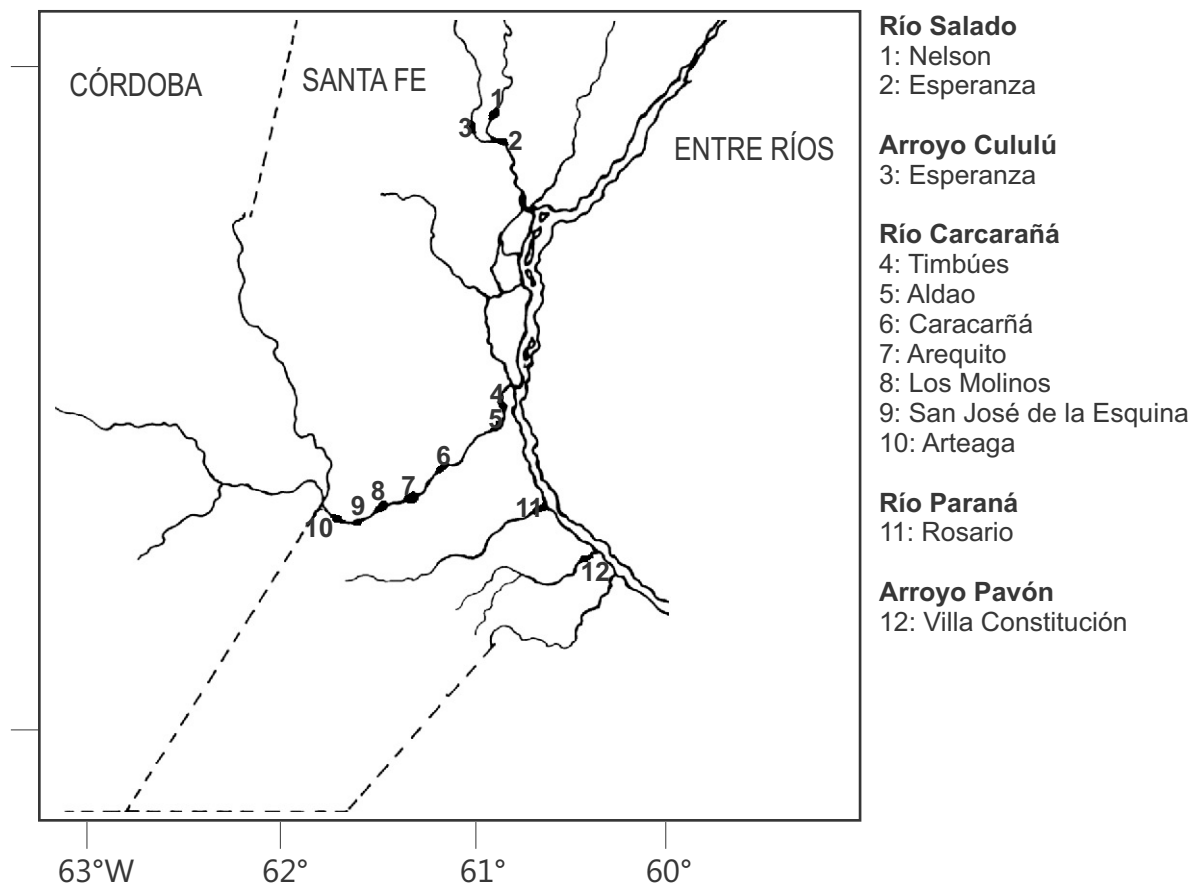 CÓRDOBA
SANTA FE
ENTRE RÍOS
1
2
3
4
5
6
7
8
9
10
11
12
63°W
62°
61°
60°
Río Salado
1: Nelson
2: Esperanza
Arroyo Cululú
3: Esperanza
Río Carcarañá
4: Timbúes
5: Aldao
6: Caracarñá
7: Arequito
8: Los Molinos
9: San José de la Esquina
10: Arteaga
Río Paraná
11: Rosario
Arroyo Pavón
12: Villa Constitución